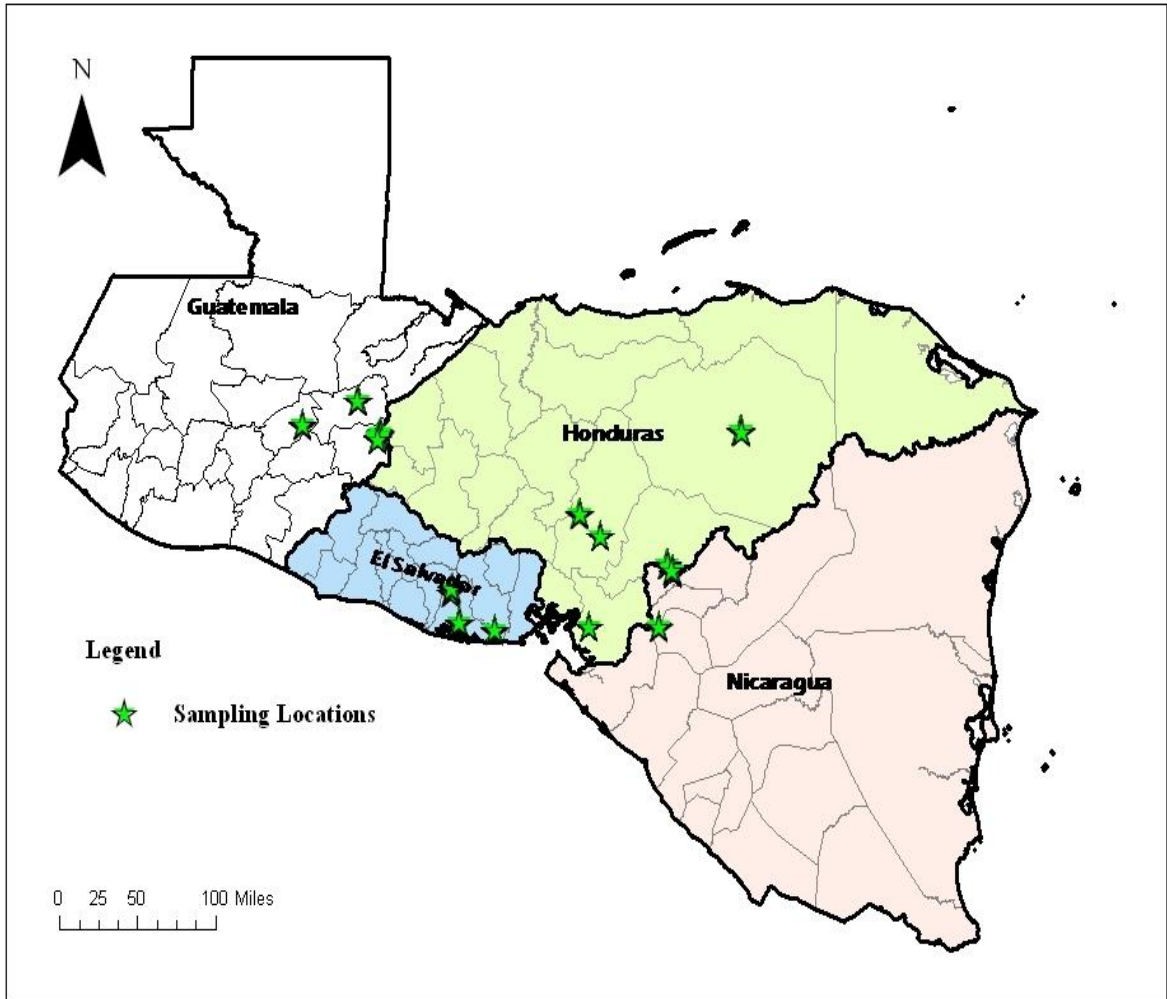 N
Guatemala
Honduras
El Salvador
Legend
Nicaragua
Sampling Locations
0 25 50 100 Miles